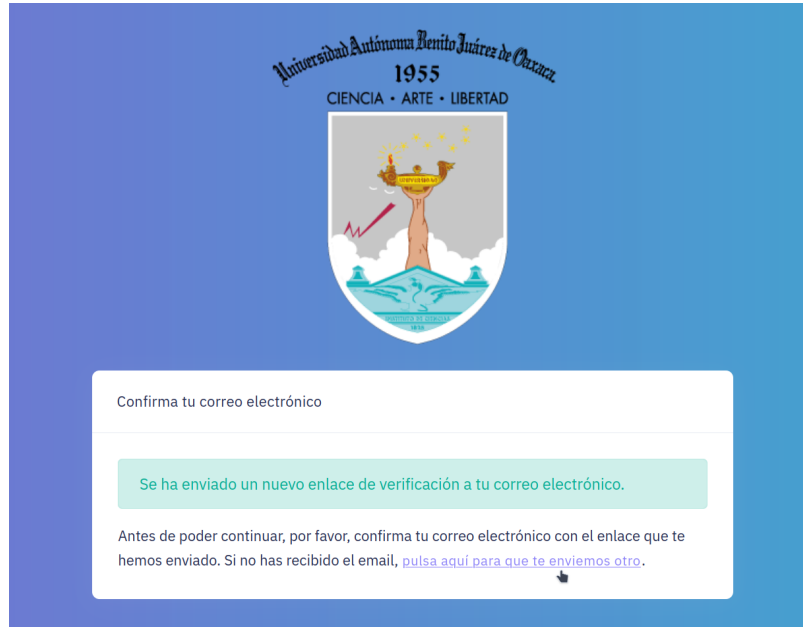 Universidad Autónoma Benito Juárez de Oaxaca
1955
CIENCIA • ARTE • LIBERTAD
Confirma tu correo electrónico
Se ha enviado un nuevo enlace de verificación a tu correo electrónico.
Antes de poder continuar, por favor, confirma tu correo electrónico con el enlace que te
hemos enviado. Si no has recibido el email, pulsa aquí para que te enviemos otro.